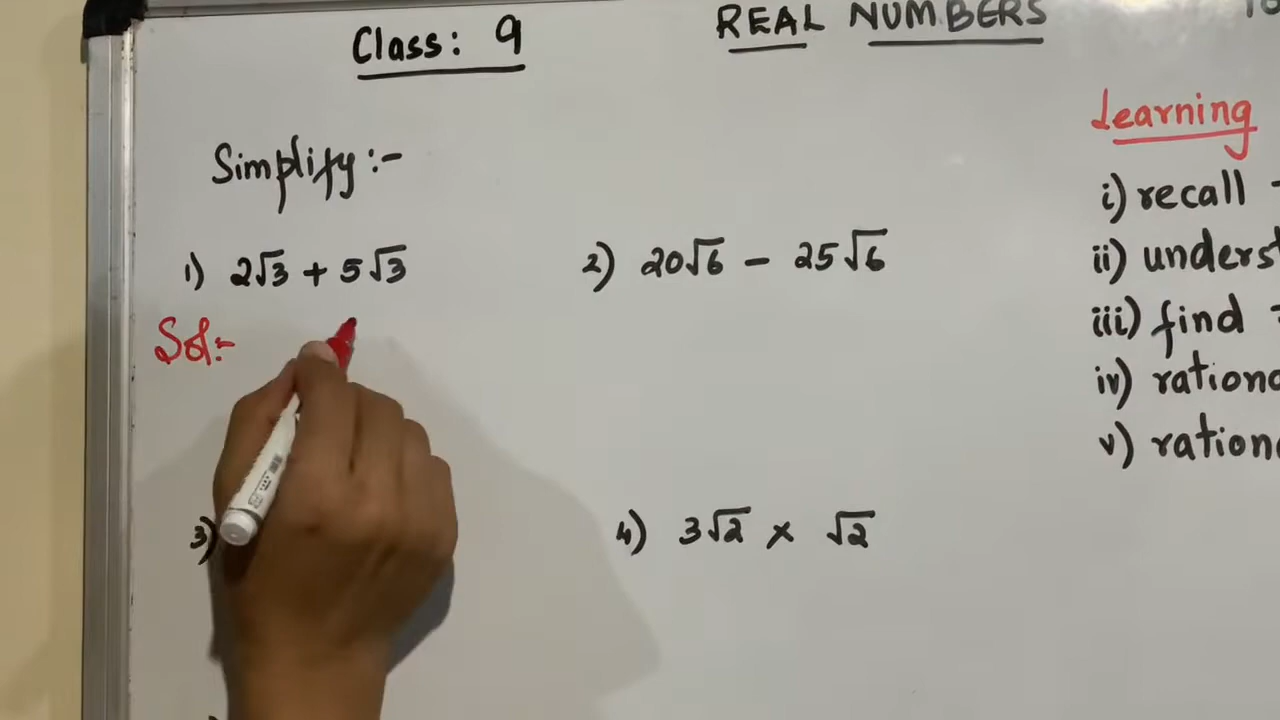 Class: 9
REAL NUMBERS
Simplify:-
1) 2√3 + 5√3
2) 20√6 - 25√6
Sol:-
3)
4) 3√2 × √2
Learning
i) recall
ii) unders
iii) find
iv) ration
v) ration